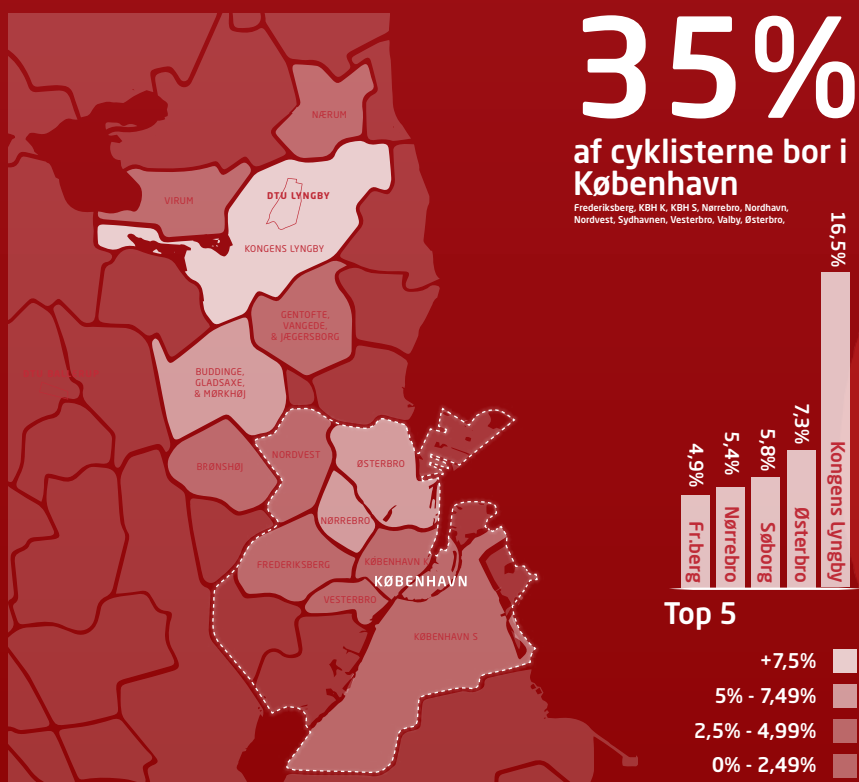 35%
af cyklisterne bor i
København
Frederiksberg, KBH K, KBH S, Nørrebro, Nordhavn,
Nordvest, Sydhavnen, Vesterbro, Valby, Østerbro,
NÆRUM
VIRUM
DTU LYNGBY
KONGENS LYNGBY
GENTOFTE,
VANGEDE,
& JÆGERSBORG
BUDDINGE,
GLADSAXE,
& MØRKHØJ
BRØNSHØJ
NORDVEST
ØSTERBRO
NØRREBRO
FREDERIKSBERG
KØBENHAVN K
KØBENHAVN
VESTERBRO
KØBENHAVN S
4,9%
Fr.berg
5,4%
Nørrebro
5,8%
Søborg
7,3%
Østerbro
16,5%
Kongens Lyngby
Top 5
+7,5%
5% - 7,49%
2,5% - 4,99%
0% - 2,49%